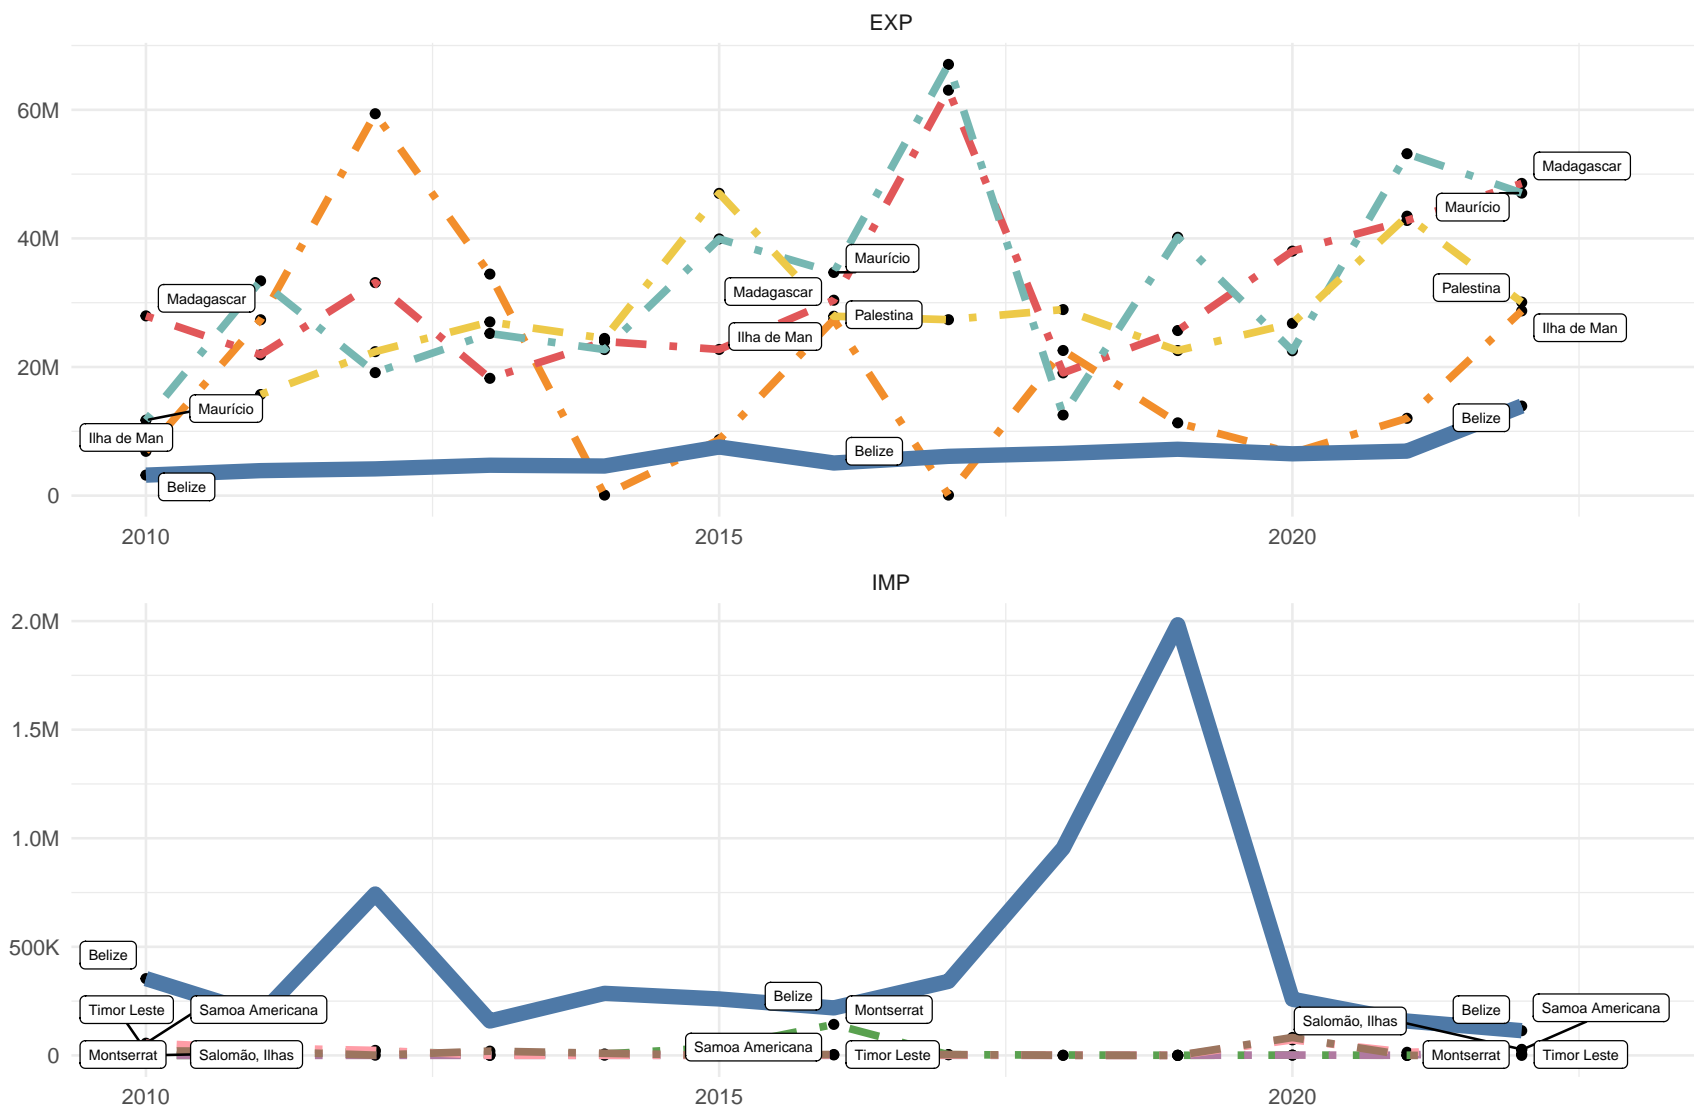 EXP
60M
40M
20M
0
Madagascar
Maurício
Ilha de Man
Belize
Maurício
Madagascar
Palestina
Ilha de Man
Belize
Madagascar
Maurício
Palestina
Ilha de Man
Belize
2010
2015
2020
IMP
2.0M
1.5M
1.0M
500K
0
Belize
Timor Leste
Samoa Americana
Montserrat
Salomão, Ilhas
Belize
Montserrat
Samoa Americana
Timor Leste
Belize
Samoa Americana
Salomão, Ilhas
Montserrat
Timor Leste
2010
2015
2020